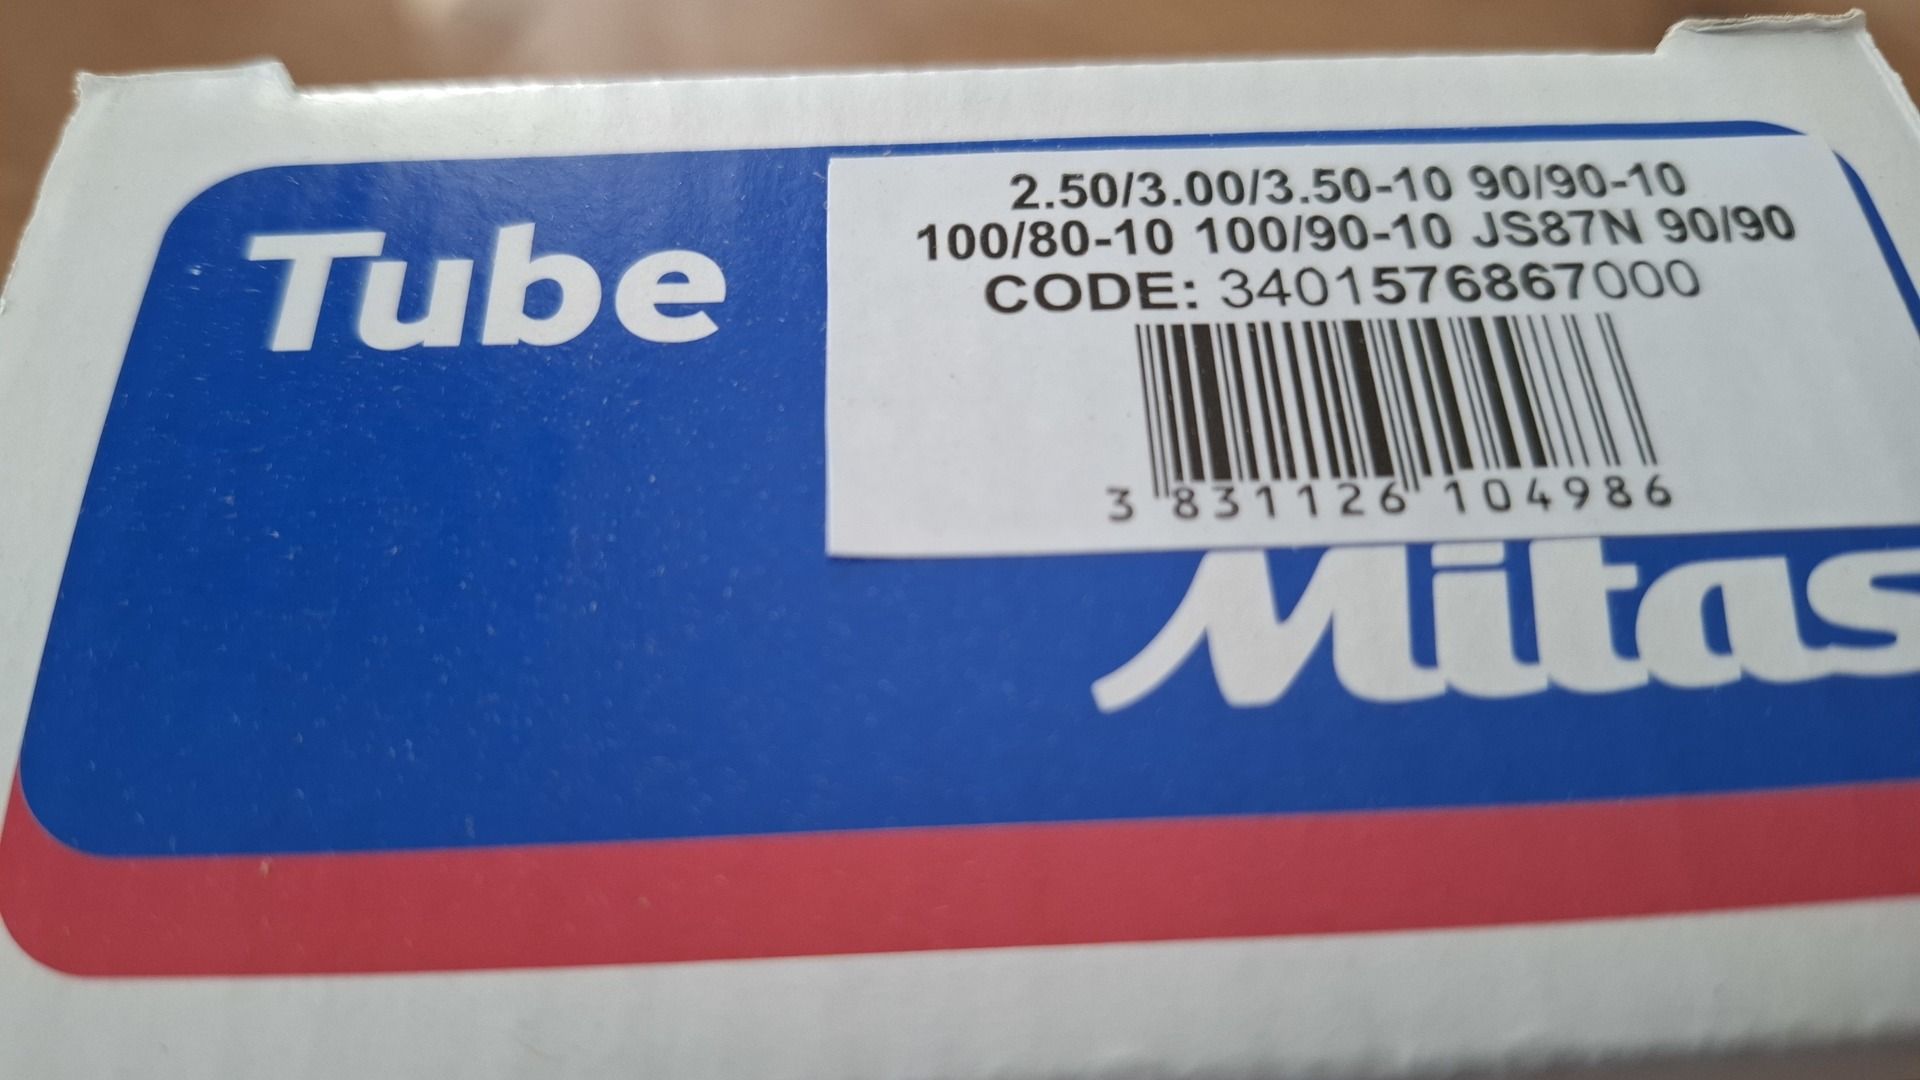 Tube
2.50/3.00/3.50-10 90/90-10
100/80-10 100/90-10 JS87N 90/90
CODE: 3401576867000
3 831126 104986
Mitas